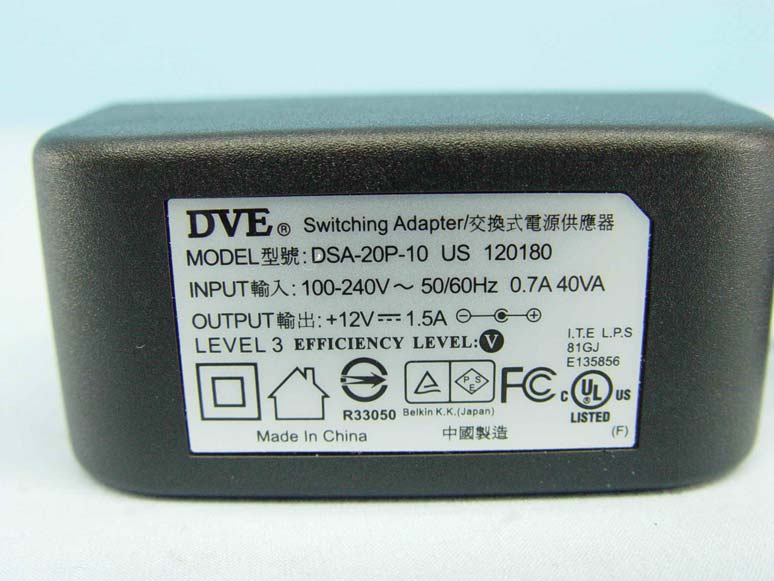 DVE® Switching Adapter/交換式電源供應器
MODEL型號: DSA-20P-10 US 120180
INPUT輸入: 100-240V～ 50/60Hz 0.7A 40VA
OUTPUT輸出: +12V⎓1.5A
LEVEL 3 EFFICIENCY LEVEL: V
I.T.E L.P.S
81GJ
E135856
PSE
FC
c UL® US
LISTED
R33050
Belkin K.K.(Japan)
Made In China
中國製造
(F)